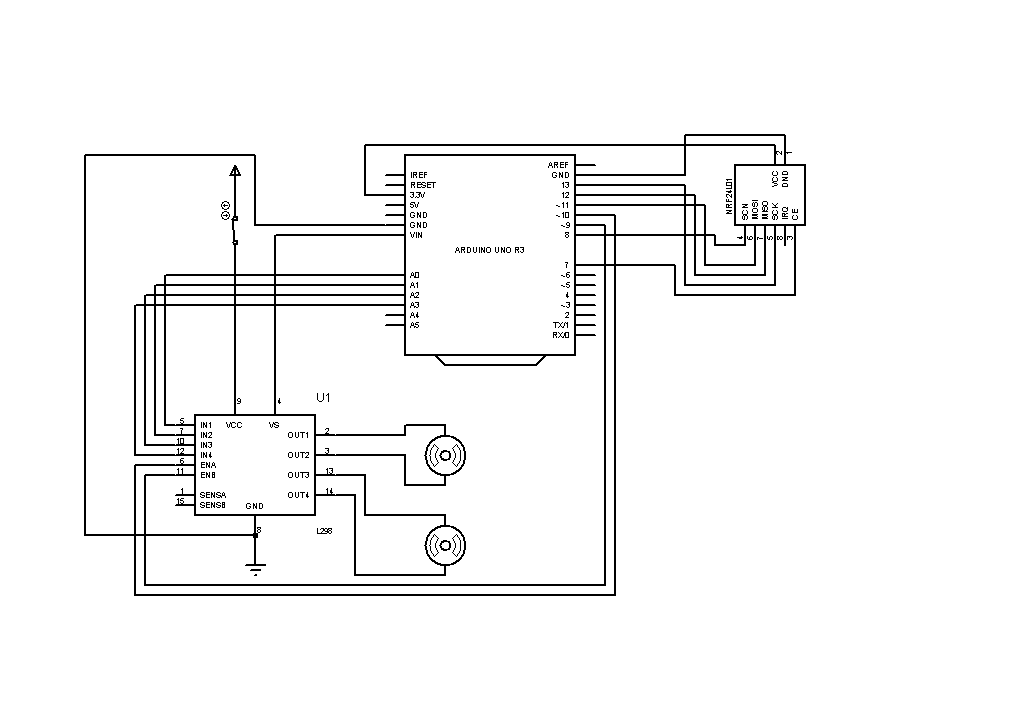 AREF
IREF
GND
RESET
13
3.3V
12
5V
~11
GND
~10
GND
~9
VIN
8
ARDUINO UNO R3
7
A0
~6
A1
~5
A2
4
A3
~3
A4
2
A5
TX/1
RX/0
NRF24L01
2
1
VCC
GND
SCN
MOSI
MISO
SCK
IRQ
CE
4
6
7
5
8
3
U1
9
4
5
IN1
VCC
VS
7
IN2
OUT1
2
10
IN3
12
IN4
OUT2
3
6
ENA
11
ENB
OUT3
13
1
SENSA
OUT4
14
15
SENSB
GND
8
L298